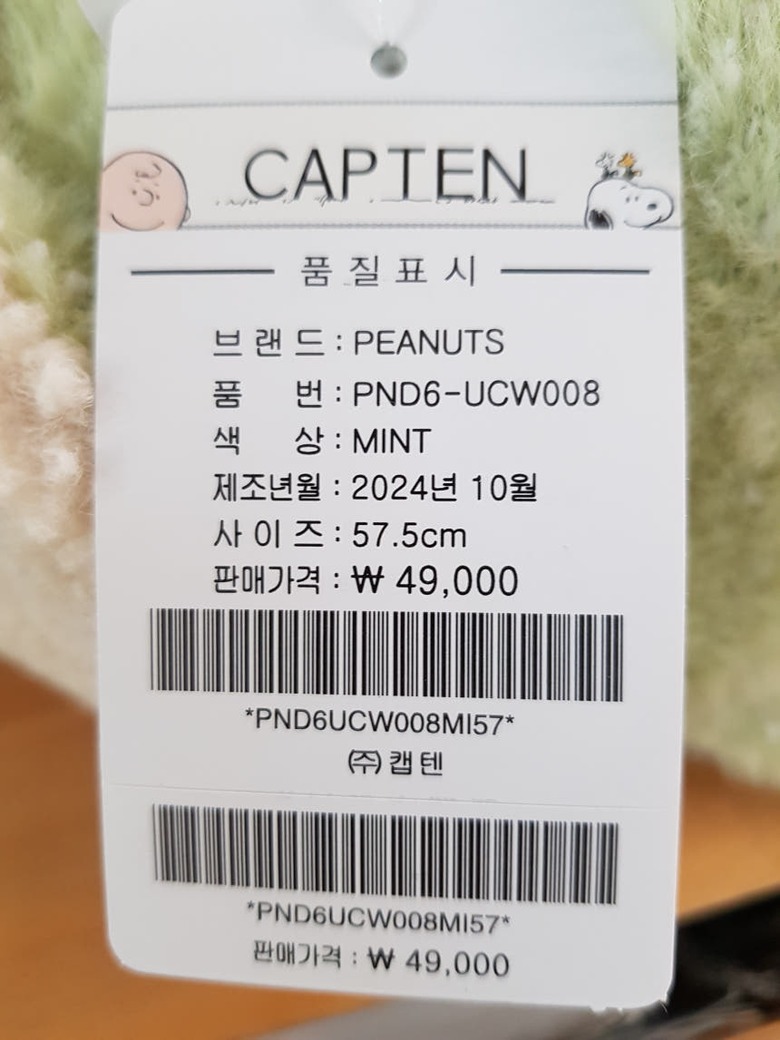 CAPTEN
품질표시
브랜드 : PEANUTS
품 번 : PND6-UCW008
색 상 : MINT
제조년월 : 2024년 10월
사이즈 : 57.5cm
판매가격 : ₩ 49,000
*PND6UCW008MI57*
㈜캡텐
*PND6UCW008MI57*
판매가격 : ₩ 49,000